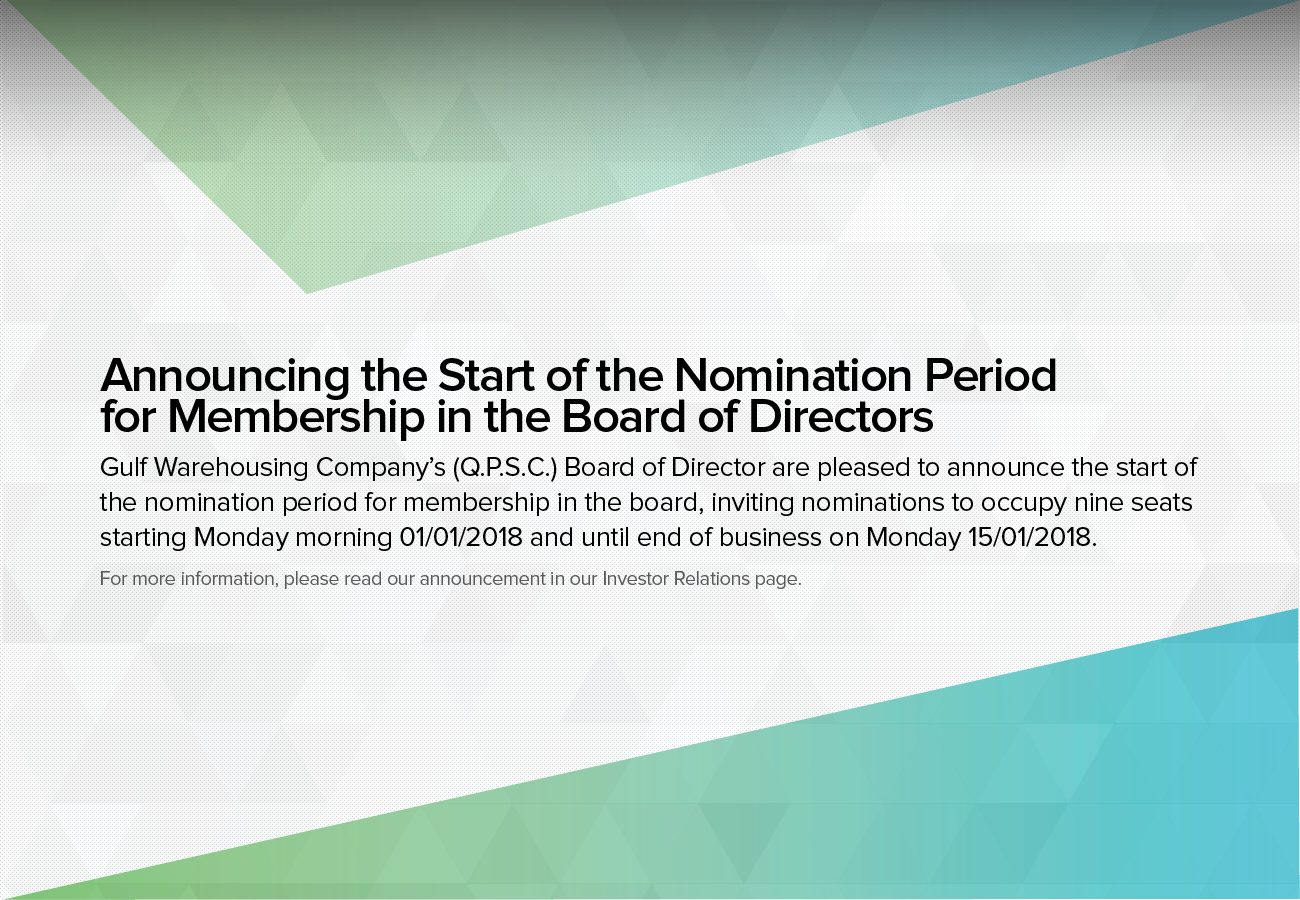 Announcing the Start of the Nomination Period
for Membership in the Board of Directors
Gulf Warehousing Company’s (Q.P.S.C.) Board of Director are pleased to announce the start of
the nomination period for membership in the board, inviting nominations to occupy nine seats
starting Monday morning 01/01/2018 and until end of business on Monday 15/01/2018.
For more information, please read our announcement in our Investor Relations page.